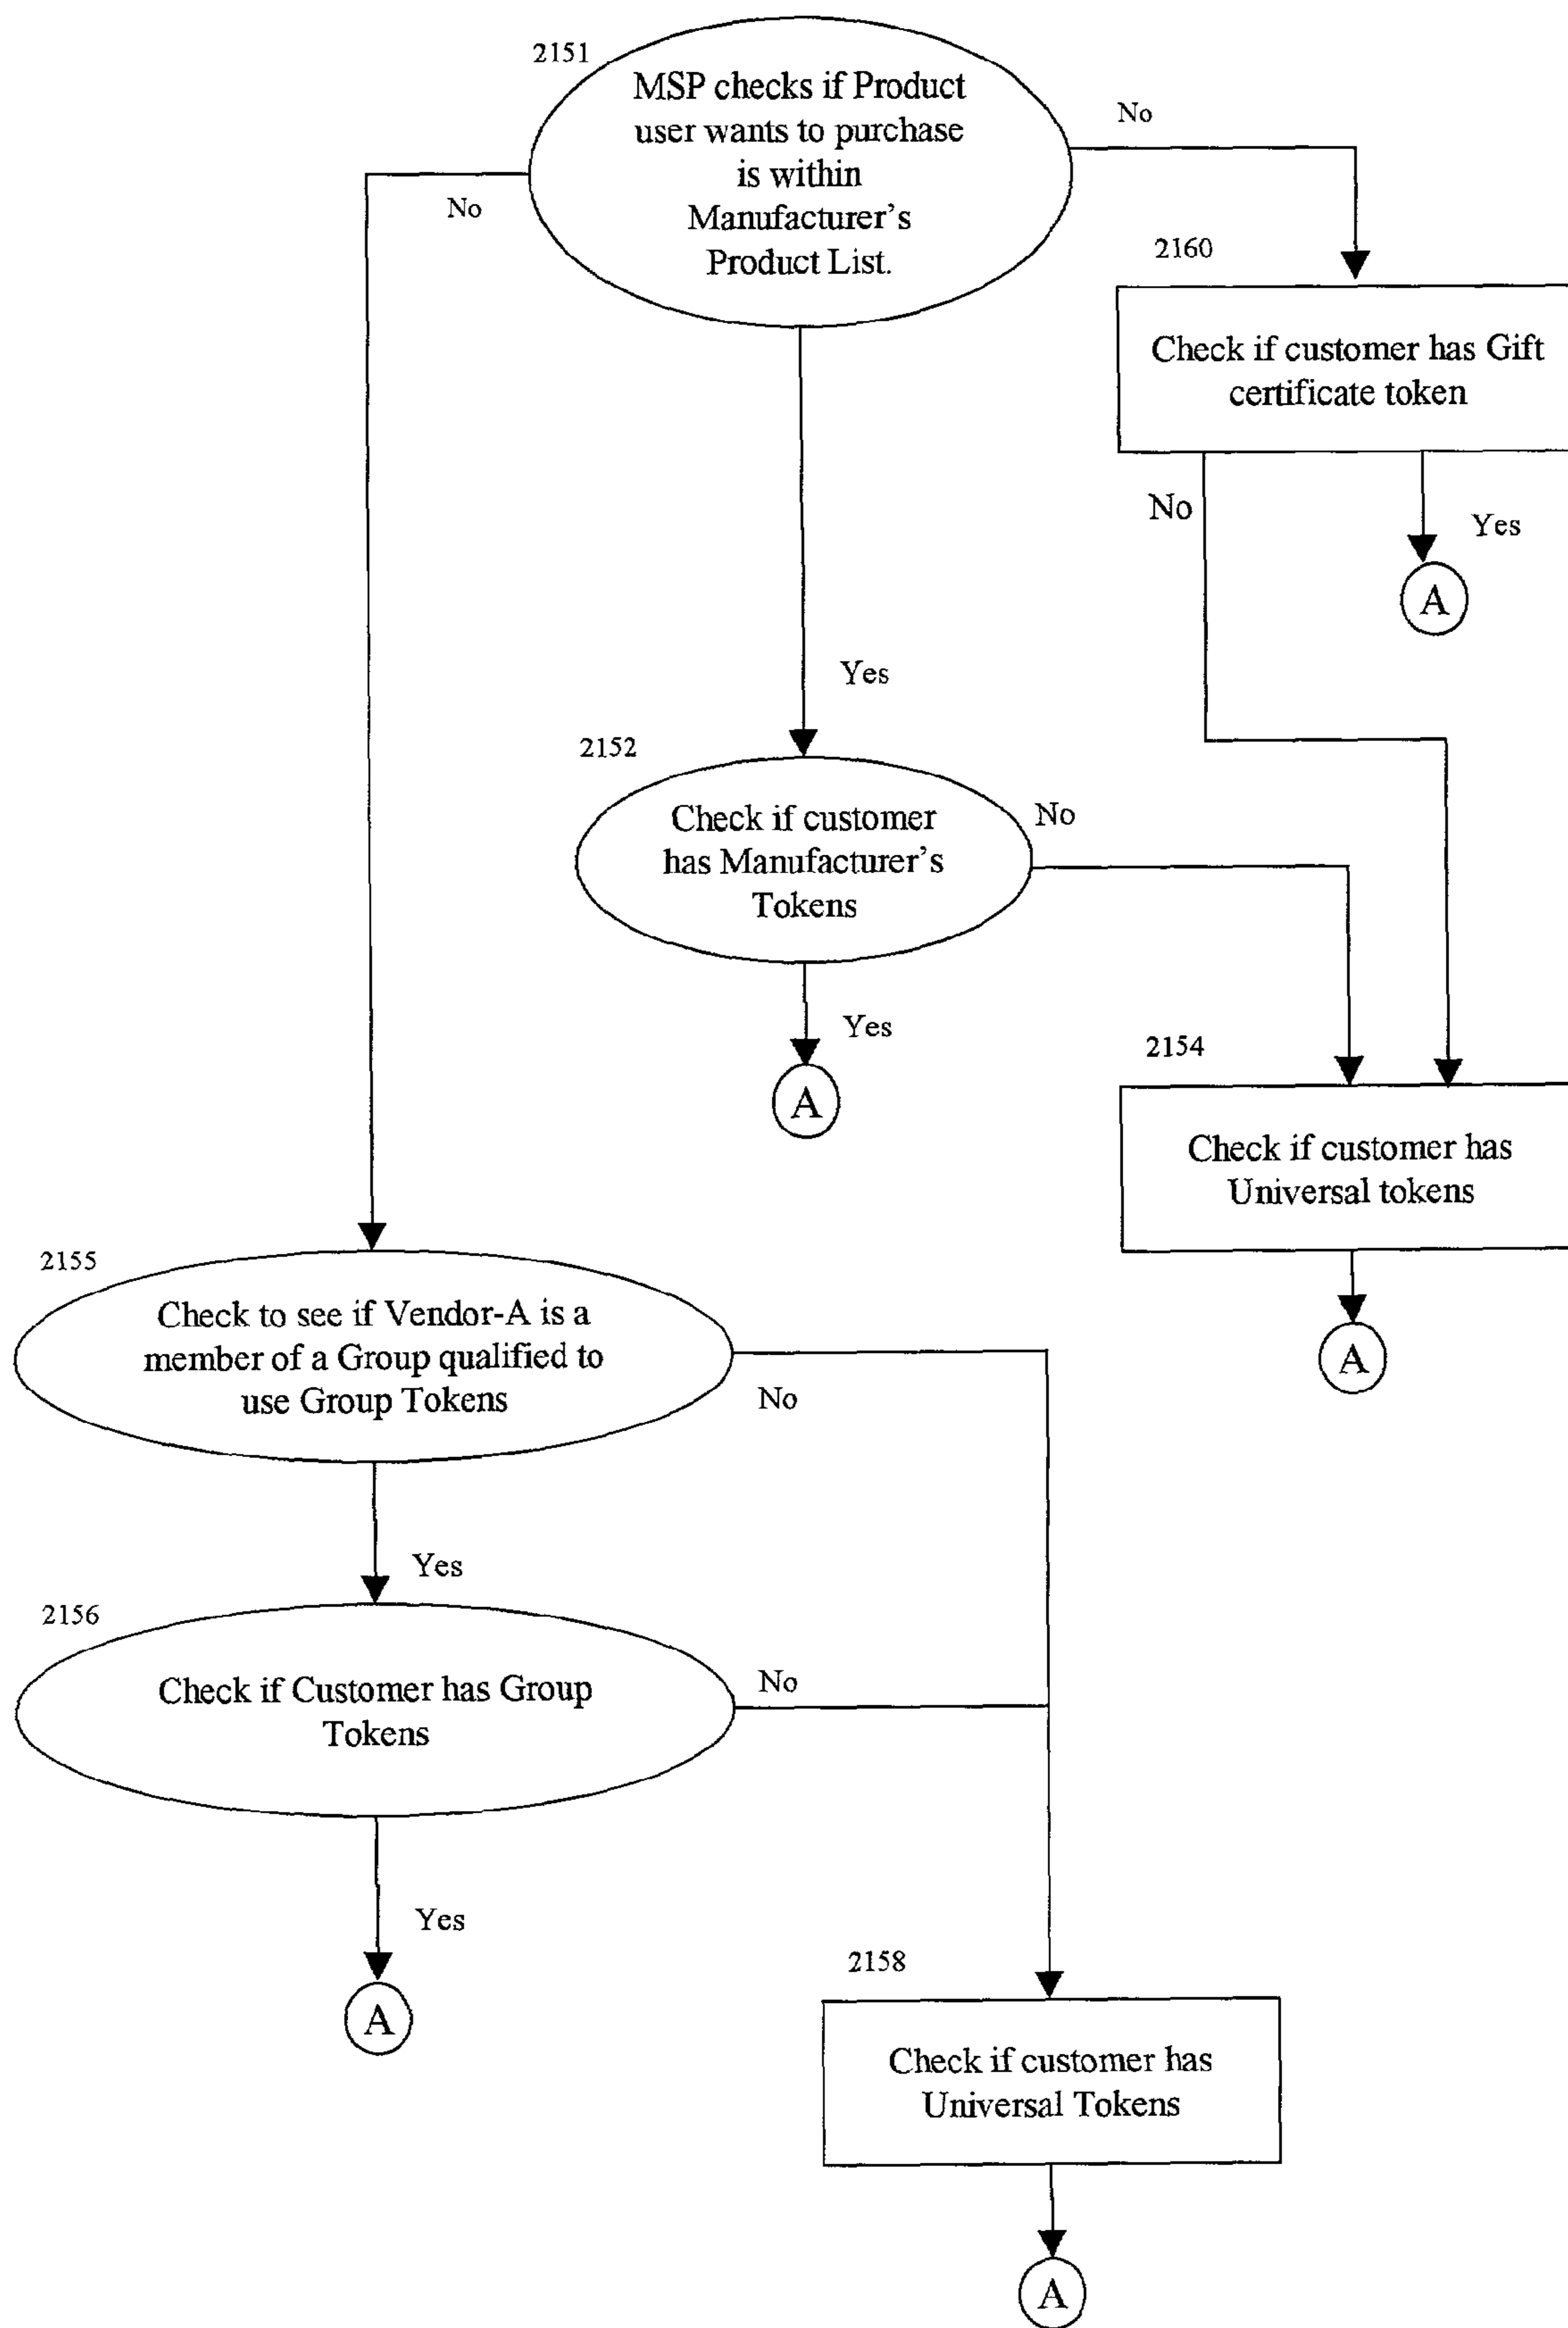 2151
MSP checks if Product
user wants to purchase
is within
Manufacturer's
Product List.
No
No
2160
Check if customer has Gift
certificate token
No
Yes
A
Yes
2152
Check if customer
has Manufacturer's
Tokens
No
Yes
A
2154
Check if customer has
Universal tokens
A
2155
Check to see if Vendor-A is a
member of a Group qualified to
use Group Tokens
No
Yes
2156
Check if Customer has Group
Tokens
No
Yes
A
2158
Check if customer has
Universal Tokens
A